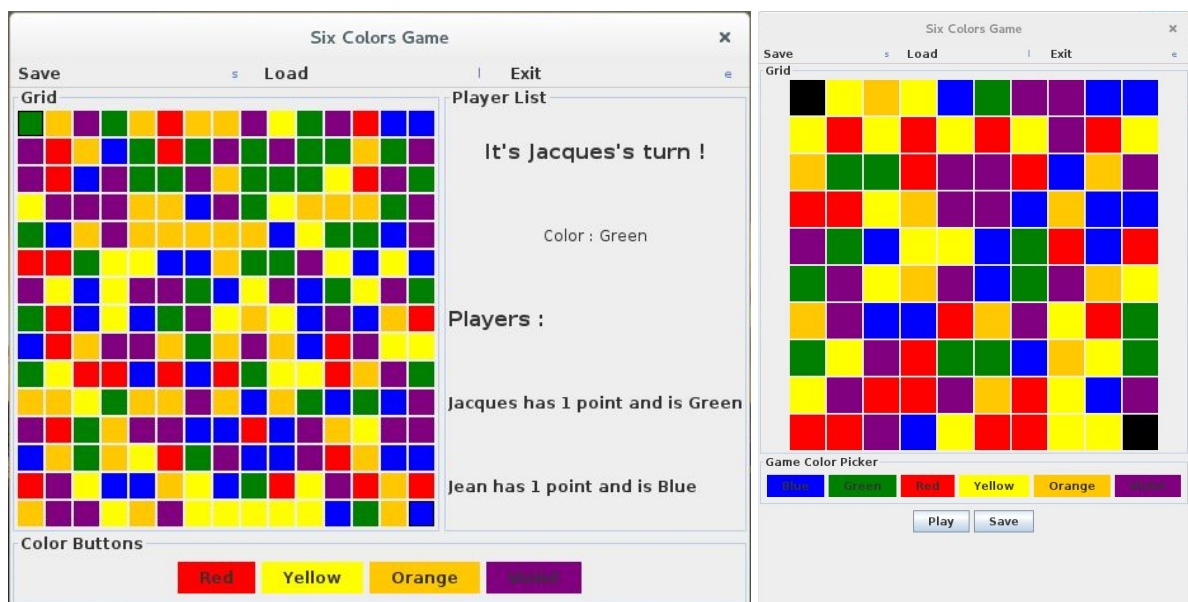 Six Colors Game
Save s Load l Exit e
Grid
Player List
It's Jacques's turn !
Color : Green
Players :
Jacques has 1 point and is Green
Jean has 1 point and is Blue
Color Buttons
Red Yellow Orange
Six Colors Game
Save s Load l Exit e
Grid
Game Color Picker
Blue Green Red Yellow Orange
Play Save